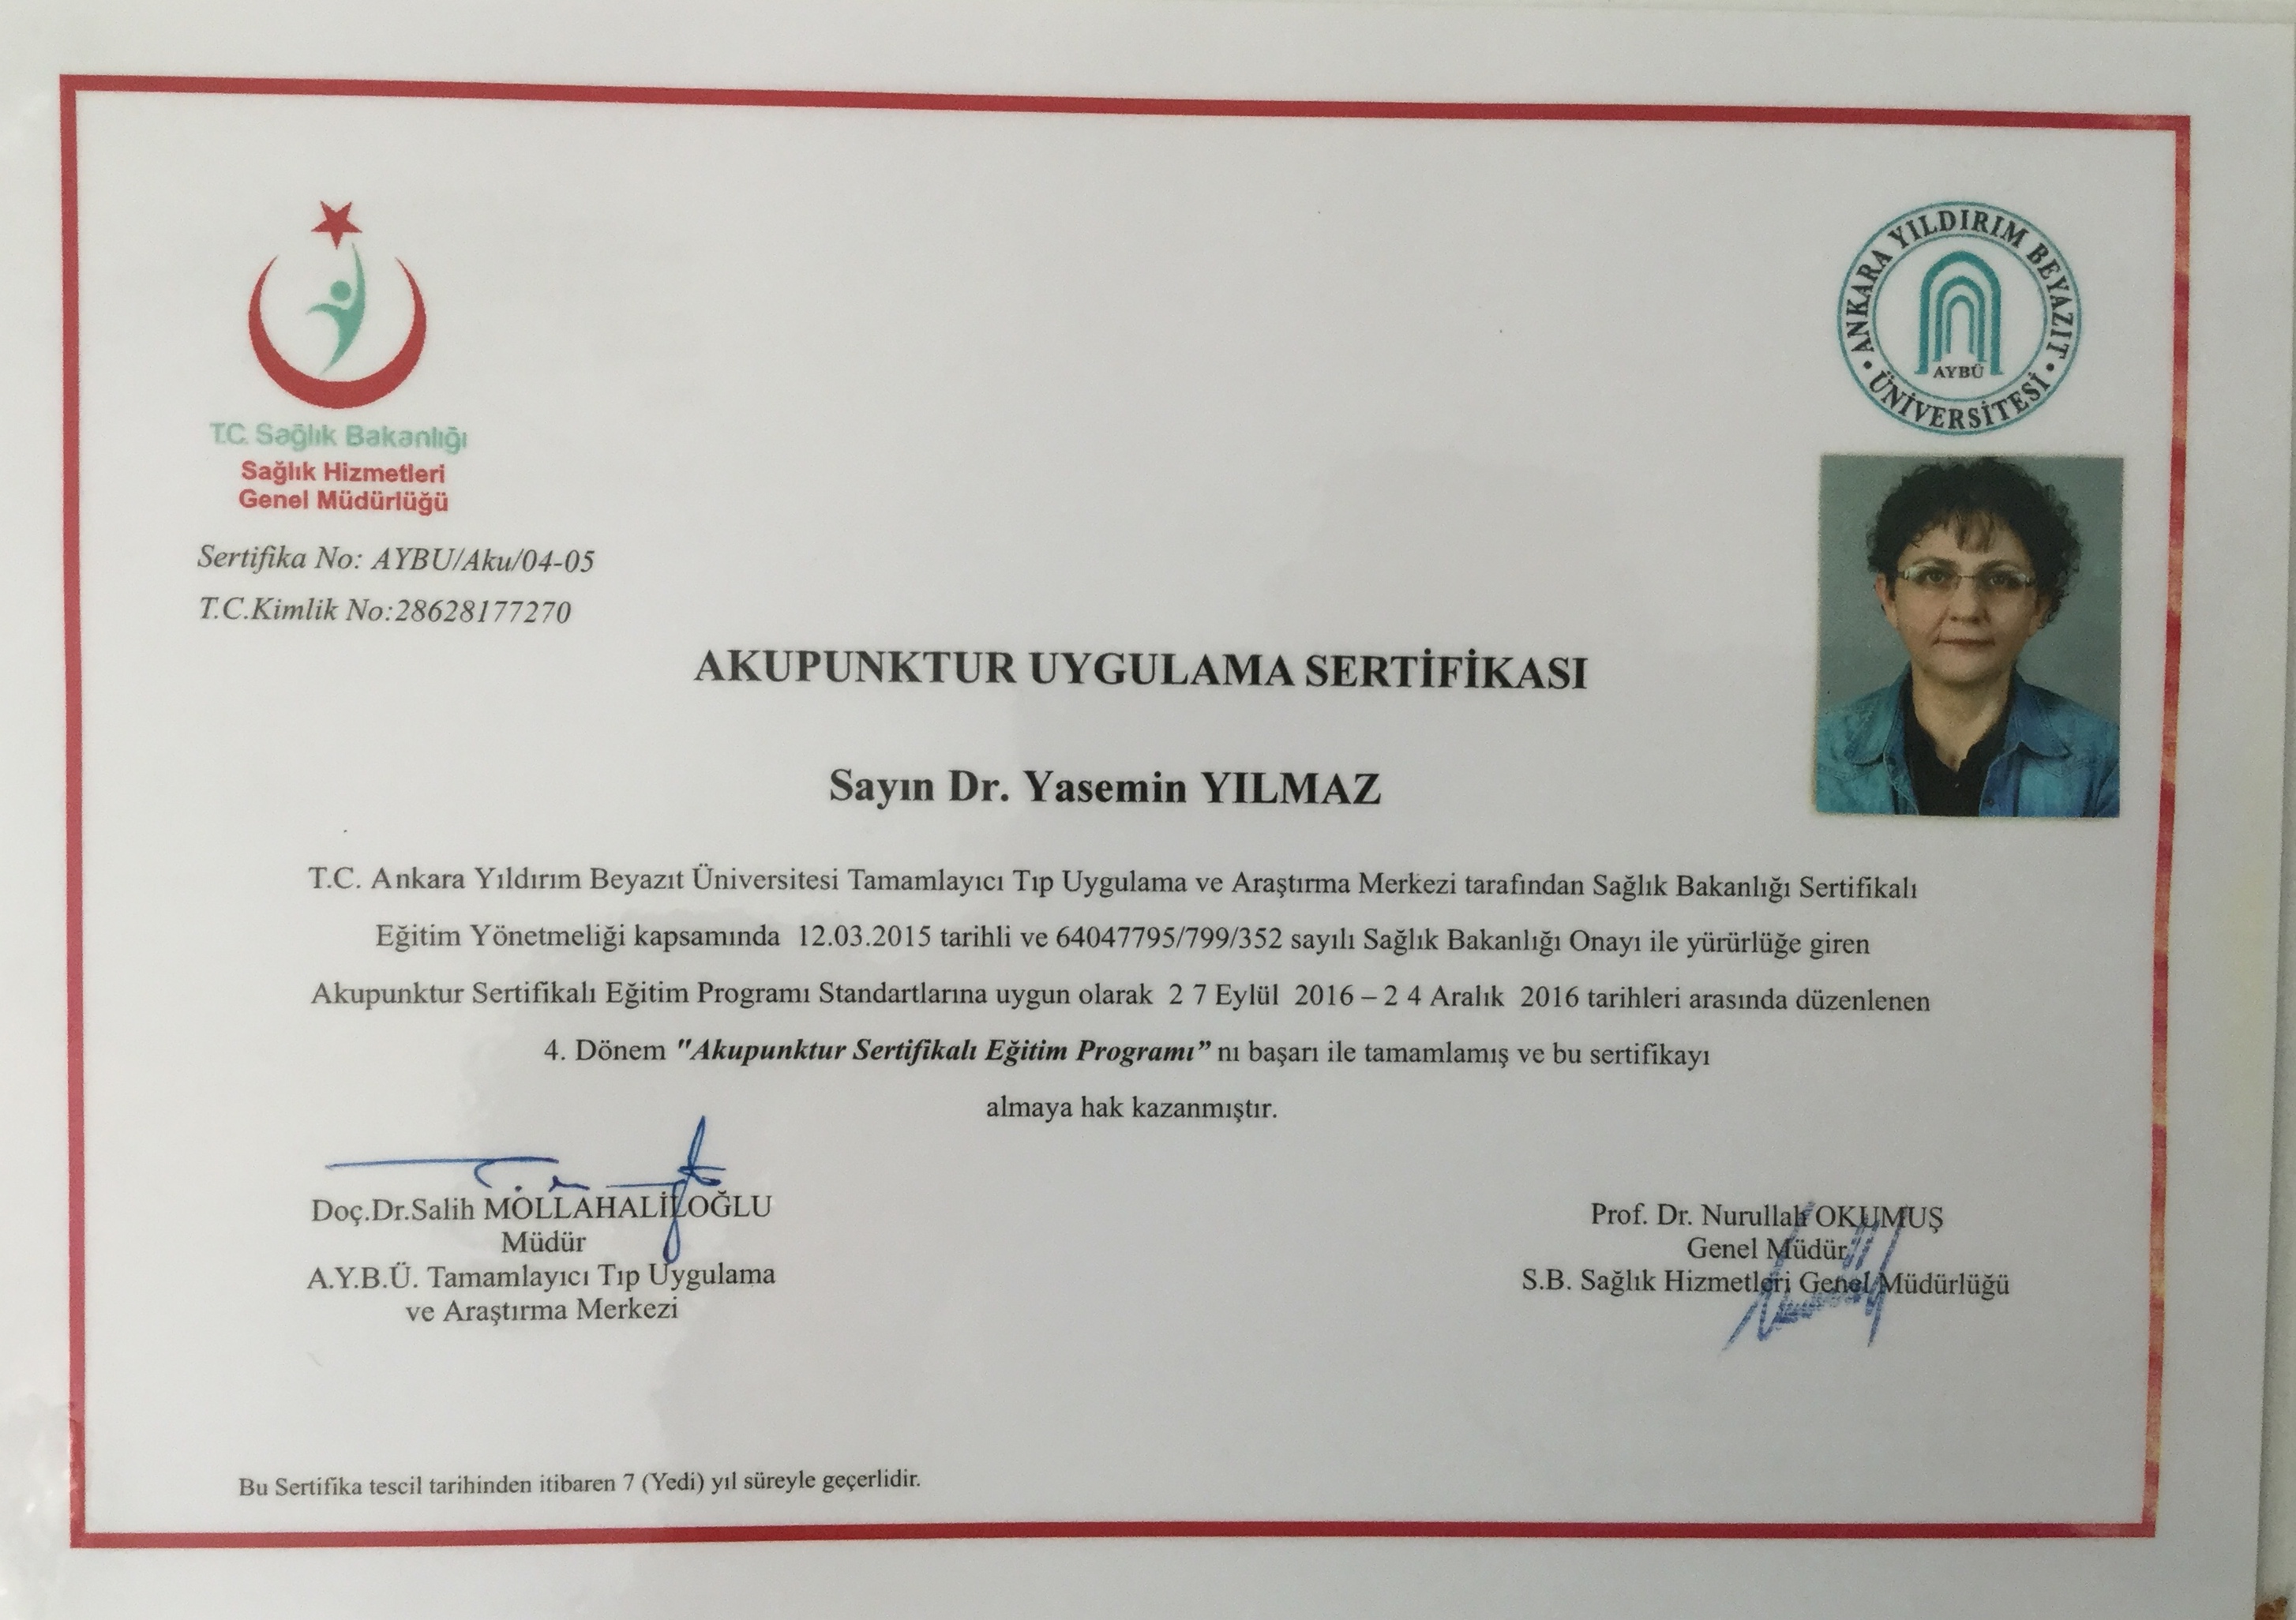 T.C. Sağlık Bakanlığı
Sağlık Hizmetleri
Genel Müdürlüğü
ANKARA YILDIRIM BEYAZIT
ÜNİVERSİTESİ
AYBÜ
Sertifika No: AYBU/Aku/04-05
T.C.Kimlik No:28628177270
AKUPUNKTUR UYGULAMA SERTİFİKASI
Sayın Dr. Yasemin YILMAZ
T.C. Ankara Yıldırım Beyazıt Üniversitesi Tamamlayıcı Tıp Uygulama ve Araştırma Merkezi tarafından Sağlık Bakanlığı Sertifikalı
Eğitim Yönetmeliği kapsamında 12.03.2015 tarihli ve 64047795/799/352 sayılı Sağlık Bakanlığı Onayı ile yürürlüğe giren
Akupunktur Sertifikalı Eğitim Programı Standartlarına uygun olarak 2 7 Eylül 2016 – 2 4 Aralık 2016 tarihleri arasında düzenlenen
4. Dönem "Akupunktur Sertifikalı Eğitim Programı” nı başarı ile tamamlamış ve bu sertifikayı
almaya hak kazanmıştır.
Doç.Dr.Salih MOLLAHALİLOĞLU
Müdür
A.Y.B.Ü. Tamamlayıcı Tıp Uygulama
ve Araştırma Merkezi
Prof. Dr. Nurullah OKUMUŞ
Genel Müdür
S.B. Sağlık Hizmetleri Genel Müdürlüğü
Bu Sertifika tescil tarihinden itibaren 7 (Yedi) yıl süreyle geçerlidir.